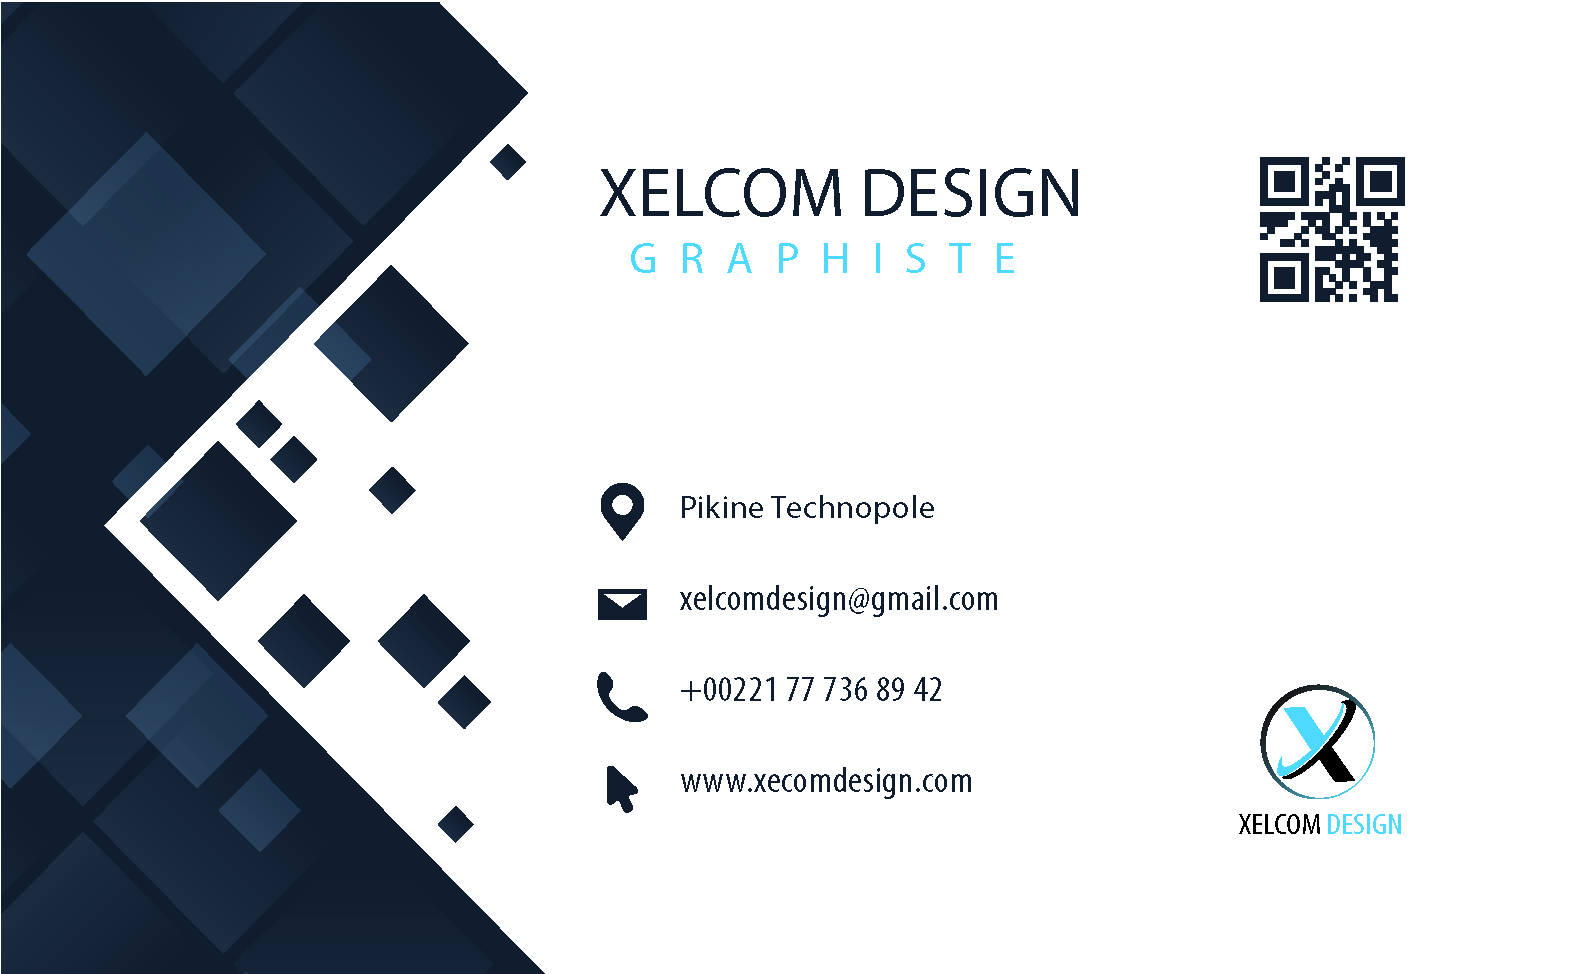 XELCOM DESIGN
GRAPHISTE
Pikine Technopole
xelcomdesign@gmail.com
+00221 77 736 89 42
www.xecomdesign.com
X
XELCOM DESIGN